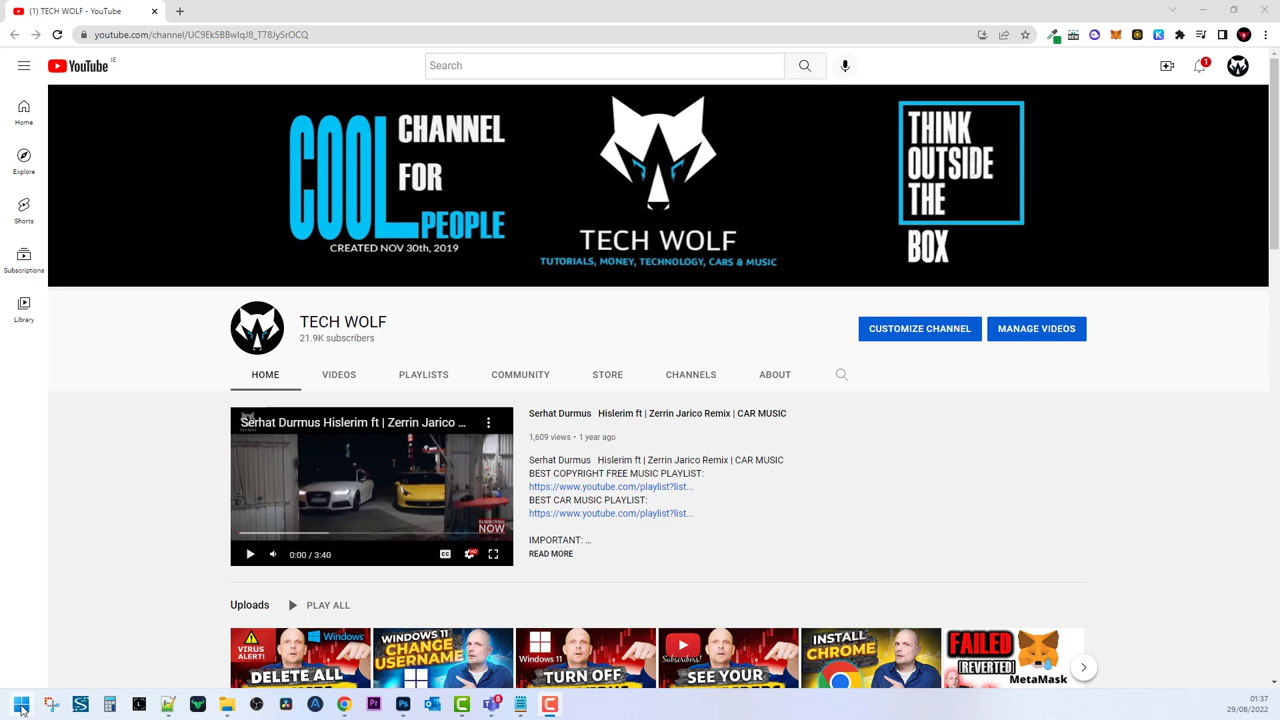 (1) TECH WOLF - YouTube
youtube.com/channel/UC9Ek5BBwIqJ8_T78JySrOCQ
YouTube IE
Search
1
Home
Explore
Shorts
Subscriptions
Library
COOL CHANNEL FOR PEOPLE
CREATED NOV 30th, 2019
TECH WOLF
TUTORIALS, MONEY, TECHNOLOGY, CARS & MUSIC
THINK
OUTSIDE
THE
BOX
TECH WOLF
21.9K subscribers
CUSTOMIZE CHANNEL
MANAGE VIDEOS
HOME
VIDEOS
PLAYLISTS
COMMUNITY
STORE
CHANNELS
ABOUT
Serhat Durmus Hislerim ft | Zerrin Jarico ...
SUBSCRIBE
NOW
0:00 / 3:40
CC
HD
Serhat Durmus Hislerim ft | Zerrin Jarico Remix | CAR MUSIC
1,609 views • 1 year ago
Serhat Durmus Hislerim ft | Zerrin Jarico Remix | CAR MUSIC
BEST COPYRIGHT FREE MUSIC PLAYLIST:
https://www.youtube.com/playlist?list...
BEST CAR MUSIC PLAYLIST:
https://www.youtube.com/playlist?list...
IMPORTANT: ...
READ MORE
Uploads
PLAY ALL
VIRUS
ALERT!
Windows
DELETE ALL
WINDOWS 11
CHANGE
USERNAME
Windows 11
TURN OFF
Subscribers!
SEE YOUR
INSTALL
CHROME
FAILED
(REVERTED)
MetaMask
01:37
29/08/2022